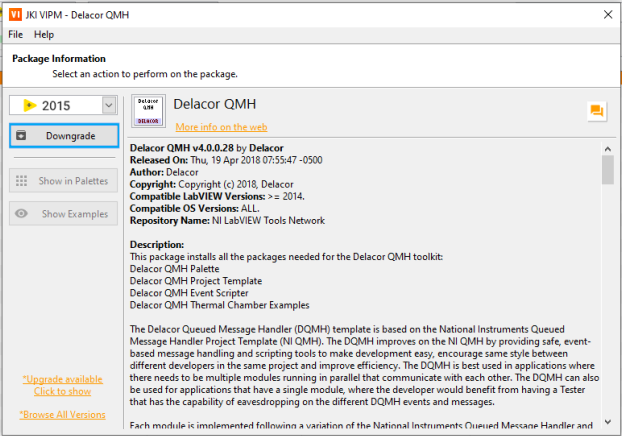 JKI VIPM - Delacor QMH
File Help
Package Information
Select an action to perform on the package.
2015
Downgrade
Show in Palettes
Show Examples
*Upgrade available
Click to show
*Browse All Versions
Delacor
QMH
DELACOR
Delacor QMH
More info on the web
Delacor QMH v4.0.0.28 by Delacor
Released On: Thu, 19 Apr 2018 07:55:47 -0500
Author: Delacor
Copyright: Copyright (c) 2018, Delacor
Compatible LabVIEW Versions: >= 2014.
Compatible OS Versions: ALL.
Repository Name: NI LabVIEW Tools Network
Description:
This package installs all the packages needed for the Delacor QMH toolkit:
Delacor QMH Palette
Delacor QMH Project Template
Delacor QMH Event Scripter
Delacor QMH Thermal Chamber Examples
The Delacor Queued Message Handler (DQMH) template is based on the National Instruments Queued
Message Handler Project Template (NI QMH). The DQMH improves on the NI QMH by providing safe, event-
based message handling and scripting tools to make development easy, encourage same style between
different developers in the same project and improve efficiency. The DQMH is best used in applications where
there needs to be multiple modules running in parallel that communicate with each other. The DQMH can also
be used for applications that have a single module, where the developer would benefit from having a Tester
that has the capability of eavesdropping on the different DQMH events and messages.
Each module is implemented following a variation of the National Instruments Queued Message Handler and